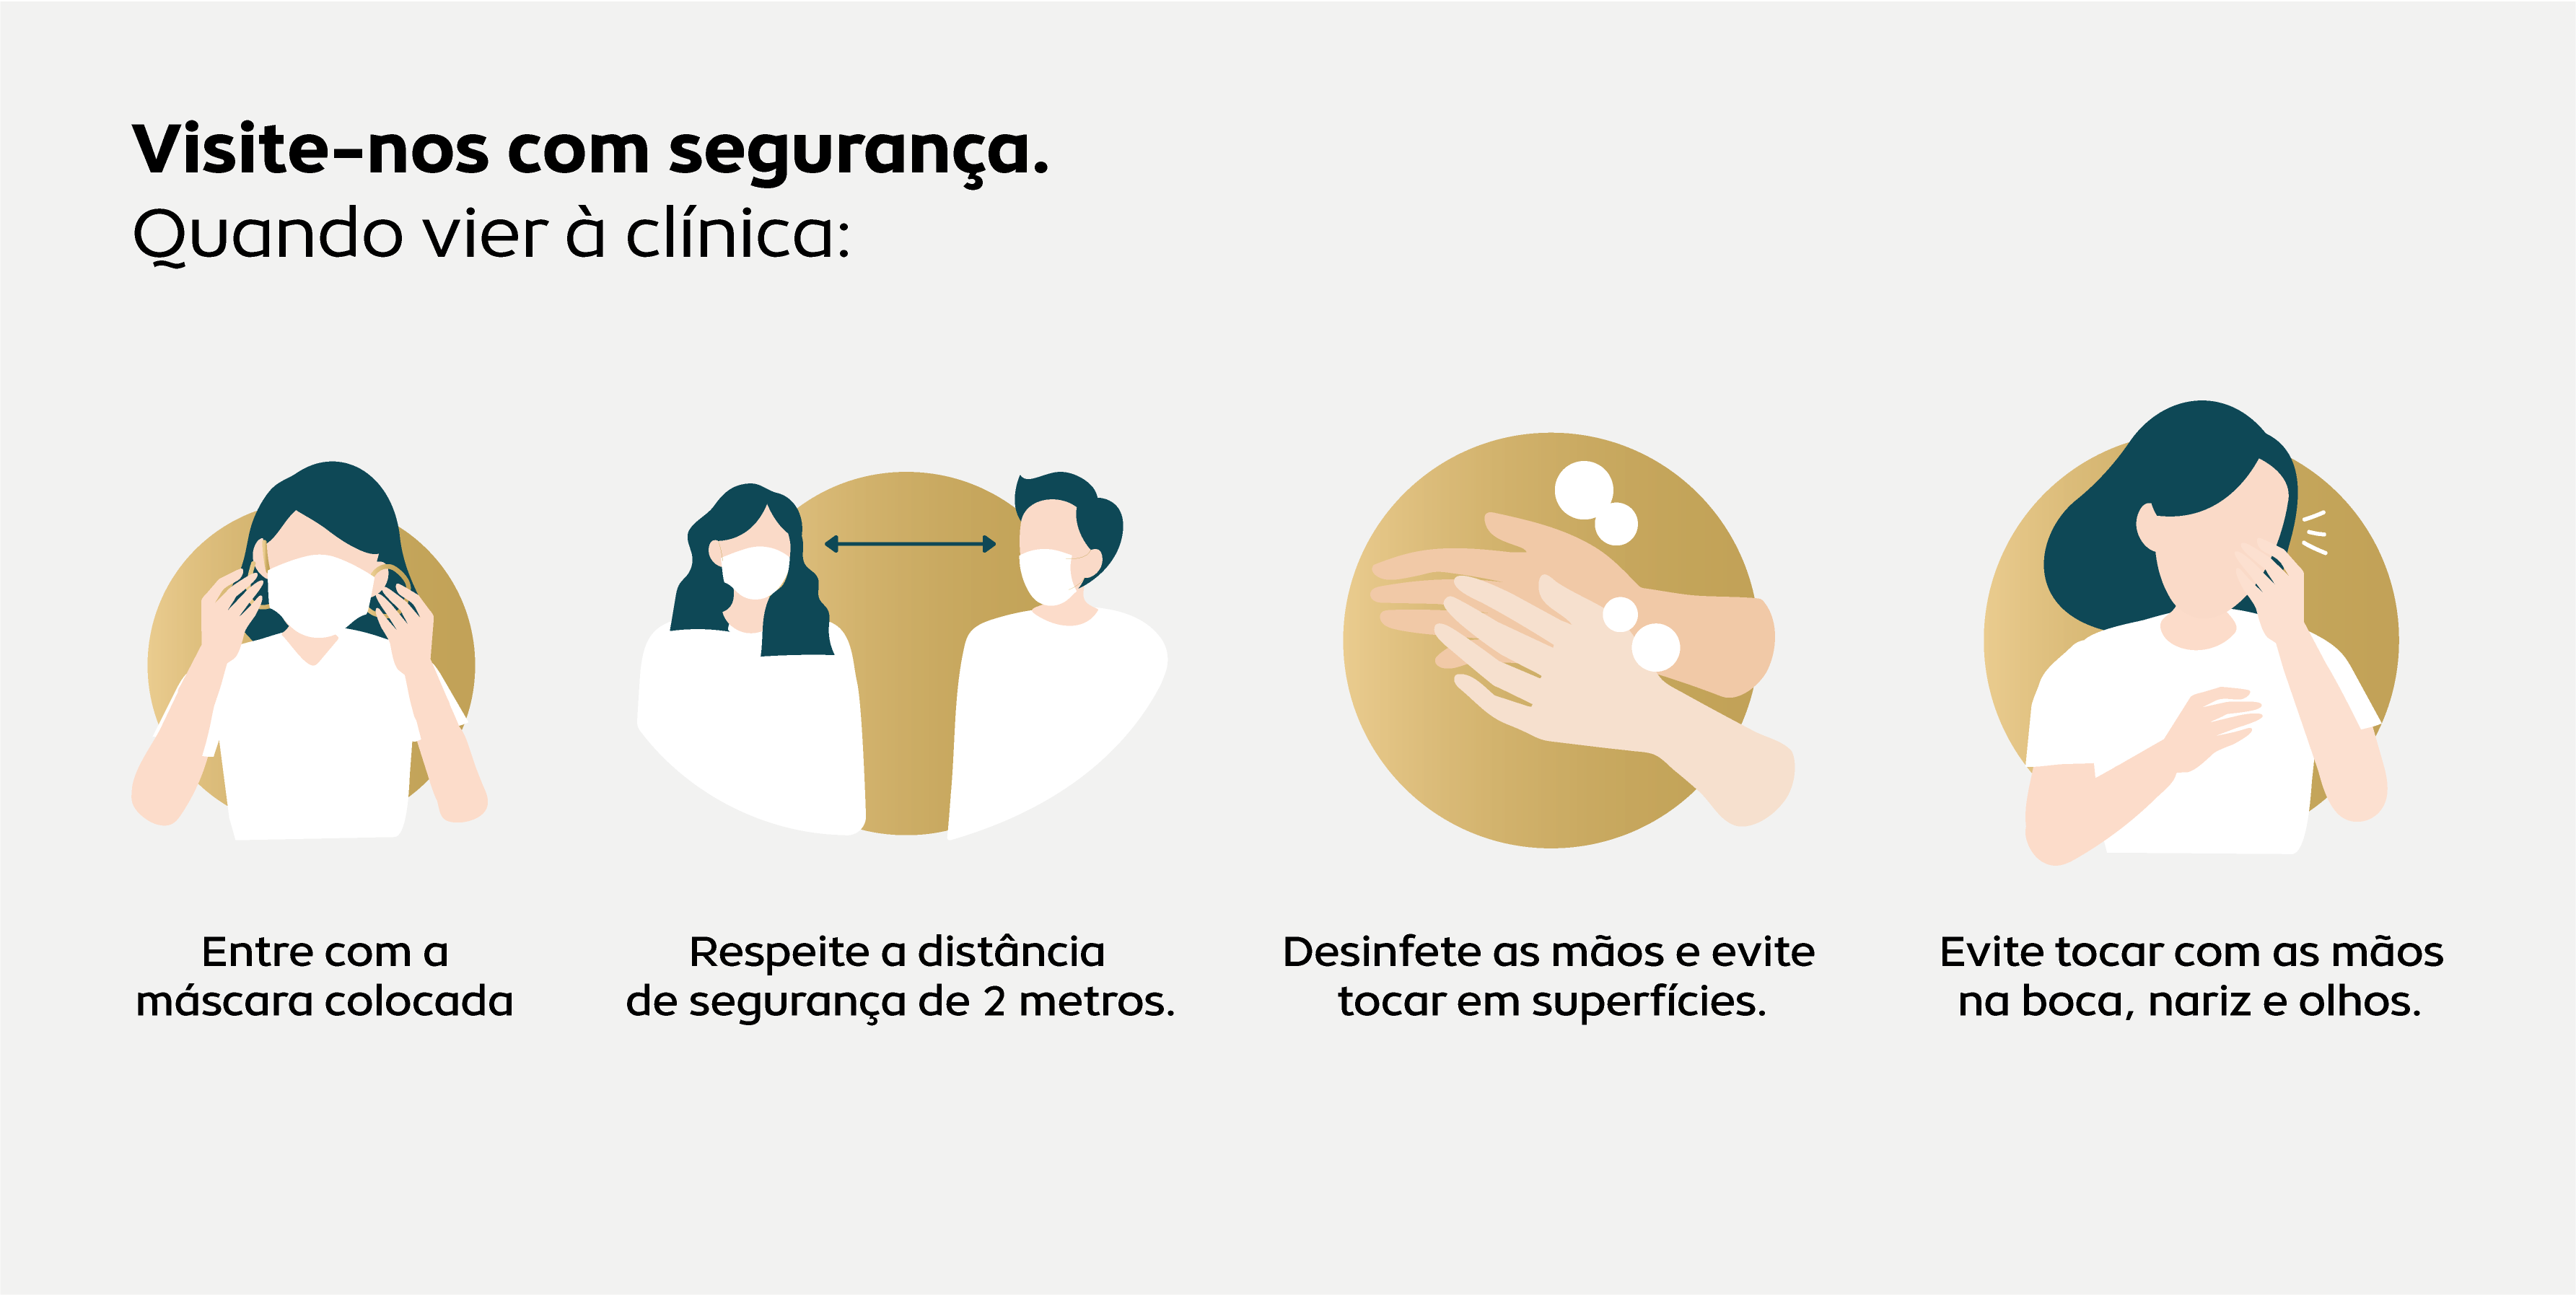 Visite-nos com segurança.
Quando vier à clínica:
Entre com a
máscara colocada
Respeite a distância
de segurança de 2 metros.
Desinfete as mãos e evite
tocar em superfícies.
Evite tocar com as mãos
na boca, nariz e olhos.